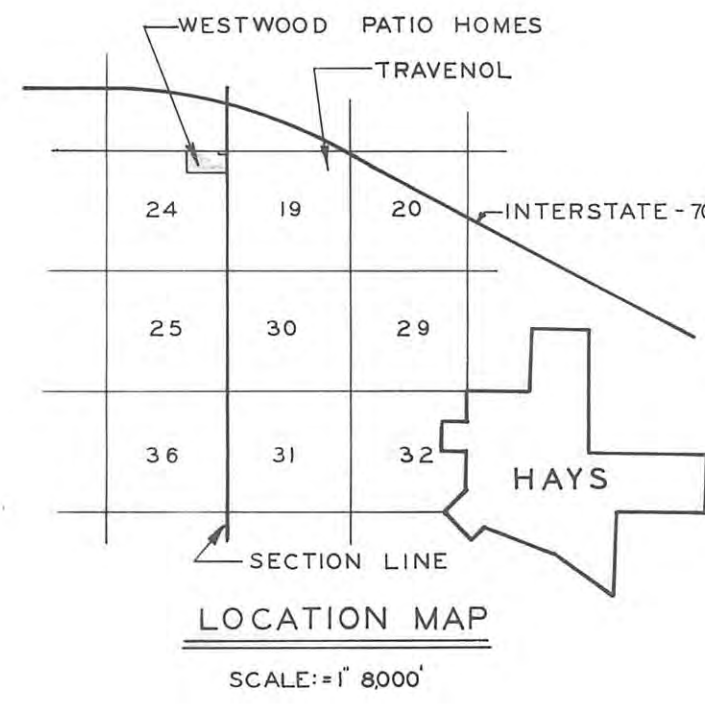 WESTWOOD PATIO HOMES
TRAVENOL
24 19 20
INTERSTATE-70
25 30 29
36 31 32
HAYS
SECTION LINE
LOCATION MAP
SCALE:=1" 8,000'